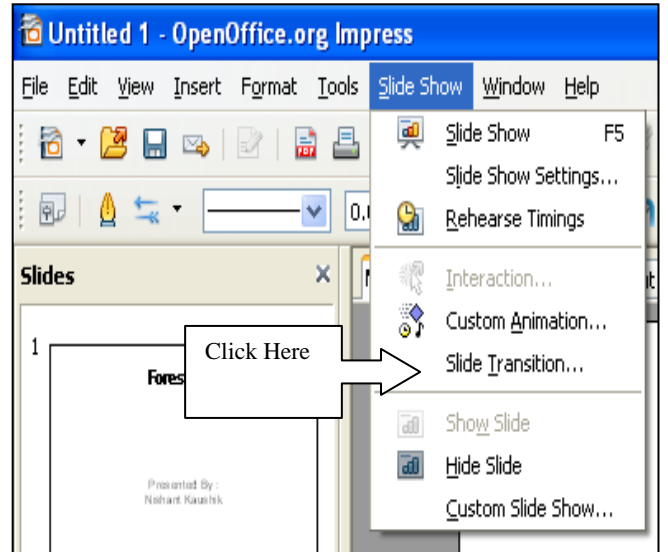 Untitled 1 - OpenOffice.org Impress
File Edit View Insert Format Tools Slide Show Window Help
Slide Show F5
Slide Show Settings...
Rehearse Timings
Interaction...
Custom Animation...
Slide Transition...
Show Slide
Hide Slide
Custom Slide Show...
PDF
0.
Slides
1
Click Here
Presented By :
Nishant Kaushik